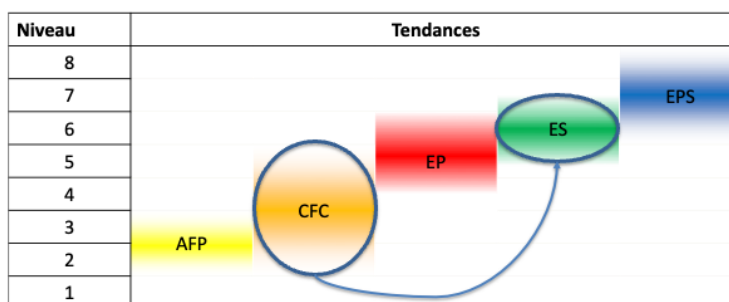 Niveau Tendances
8
7 EPS
6 ES
5 EP
4
3 CFC
AFP
2
1